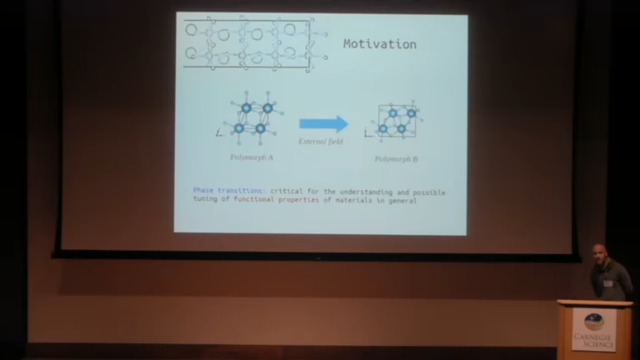 Motivation
External field
Polymorph A
Polymorph B
Phase transitions: critical for the understanding and possible
tuning of functional properties of materials in general
CARNEGIE
SCIENCE